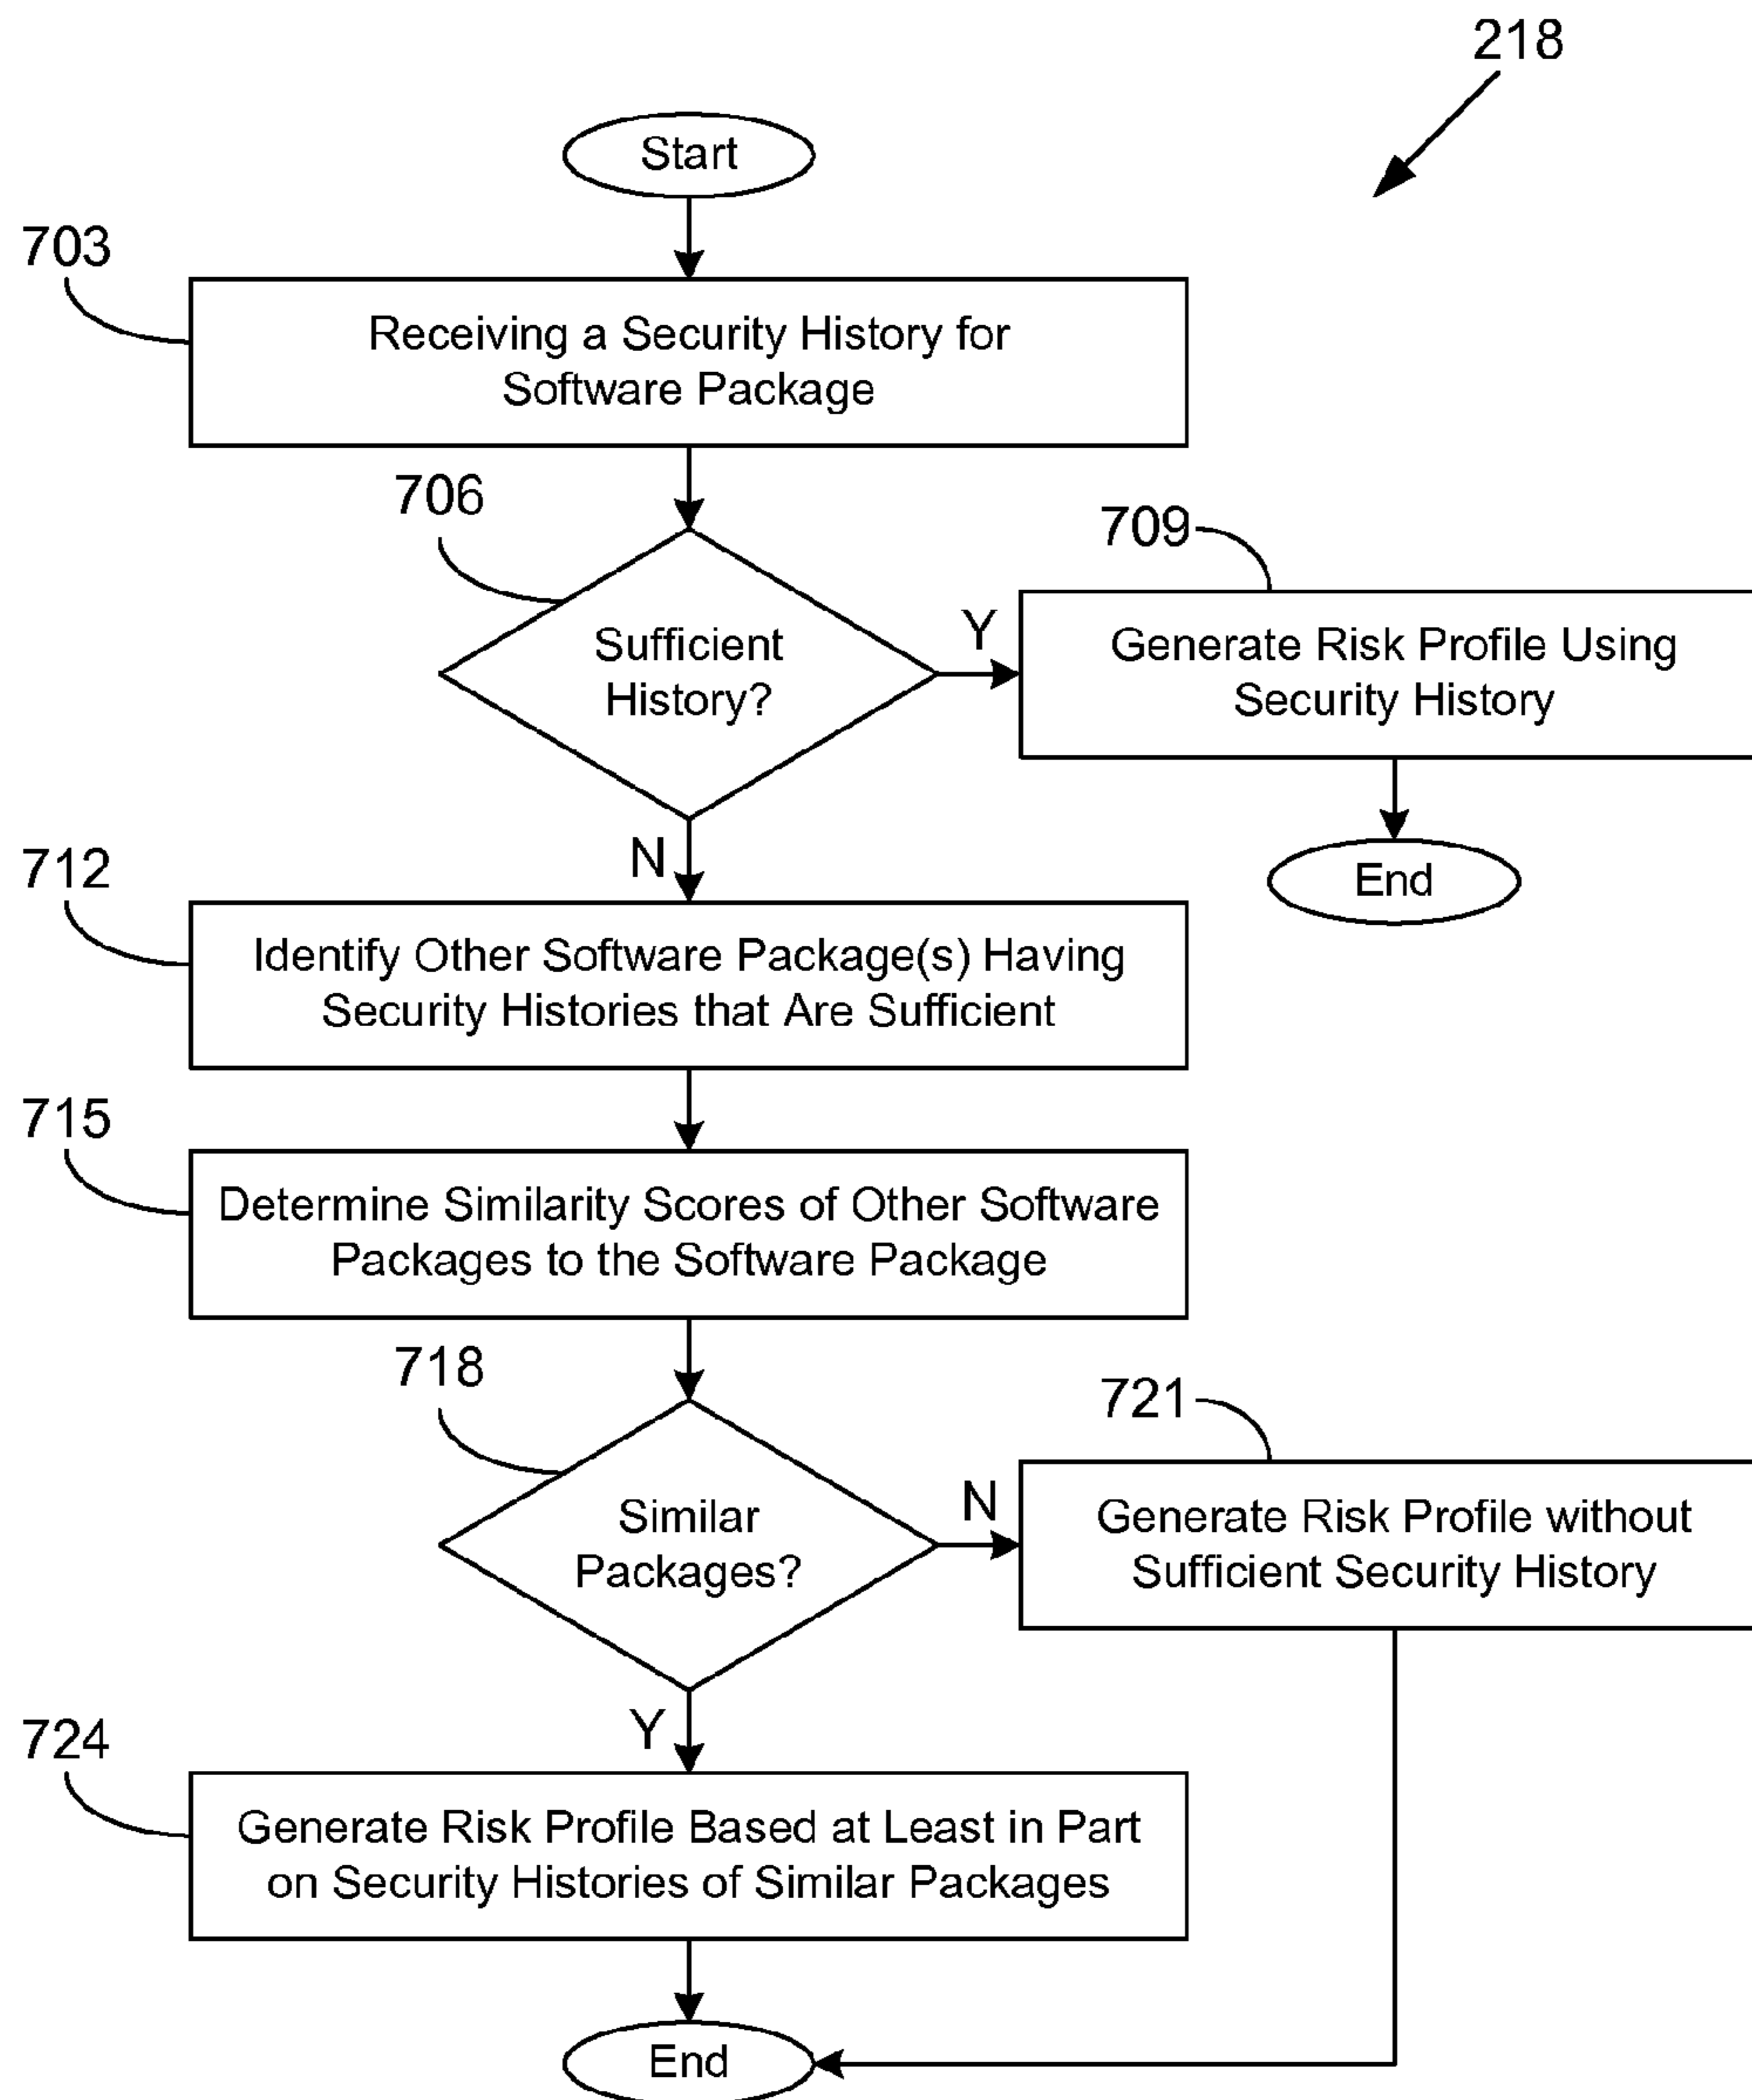 218
Start
703
Receiving a Security History for
Software Package
706
Sufficient
History?
Y
709
Generate Risk Profile Using
Security History
End
N
712
Identify Other Software Package(s) Having
Security Histories that Are Sufficient
715
Determine Similarity Scores of Other Software
Packages to the Software Package
718
Similar
Packages?
N
721
Generate Risk Profile without
Sufficient Security History
Y
724
Generate Risk Profile Based at Least in Part
on Security Histories of Similar Packages
End